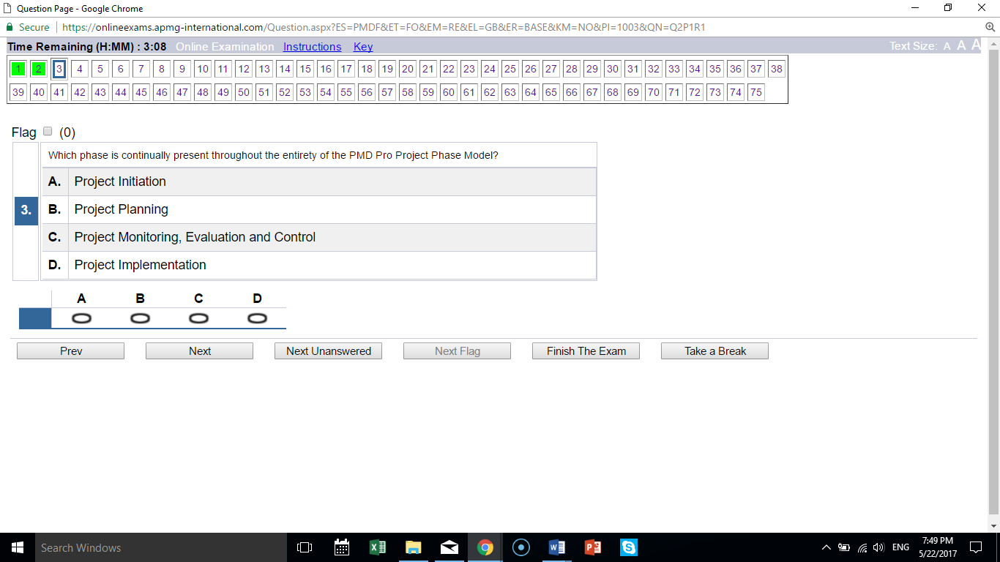 Question Page - Google Chrome
Secure https://onlineexams.apmg-international.com/Question.aspx?ES=PMDF&ET=FO&EM=RE&EL=GB&ER=BASE&KM=NO&PI=1003&QN=Q2P1R1
Time Remaining (H:MM) : 3:08 Online Examination Instructions Key Text Size: A A A
1 2 3 4 5 6 7 8 9 10 11 12 13 14 15 16 17 18 19 20 21 22 23 24 25 26 27 28 29 30 31 32 33 34 35 36 37 38
39 40 41 42 43 44 45 46 47 48 49 50 51 52 53 54 55 56 57 58 59 60 61 62 63 64 65 66 67 68 69 70 71 72 73 74 75
Flag (0)
Which phase is continually present throughout the entirety of the PMD Pro Project Phase Model?
A. Project Initiation
3.
B. Project Planning
C. Project Monitoring, Evaluation and Control
D. Project Implementation
A B C D
Prev Next Next Unanswered Next Flag Finish The Exam Take a Break
Search Windows
ENG
7:49 PM
5/22/2017